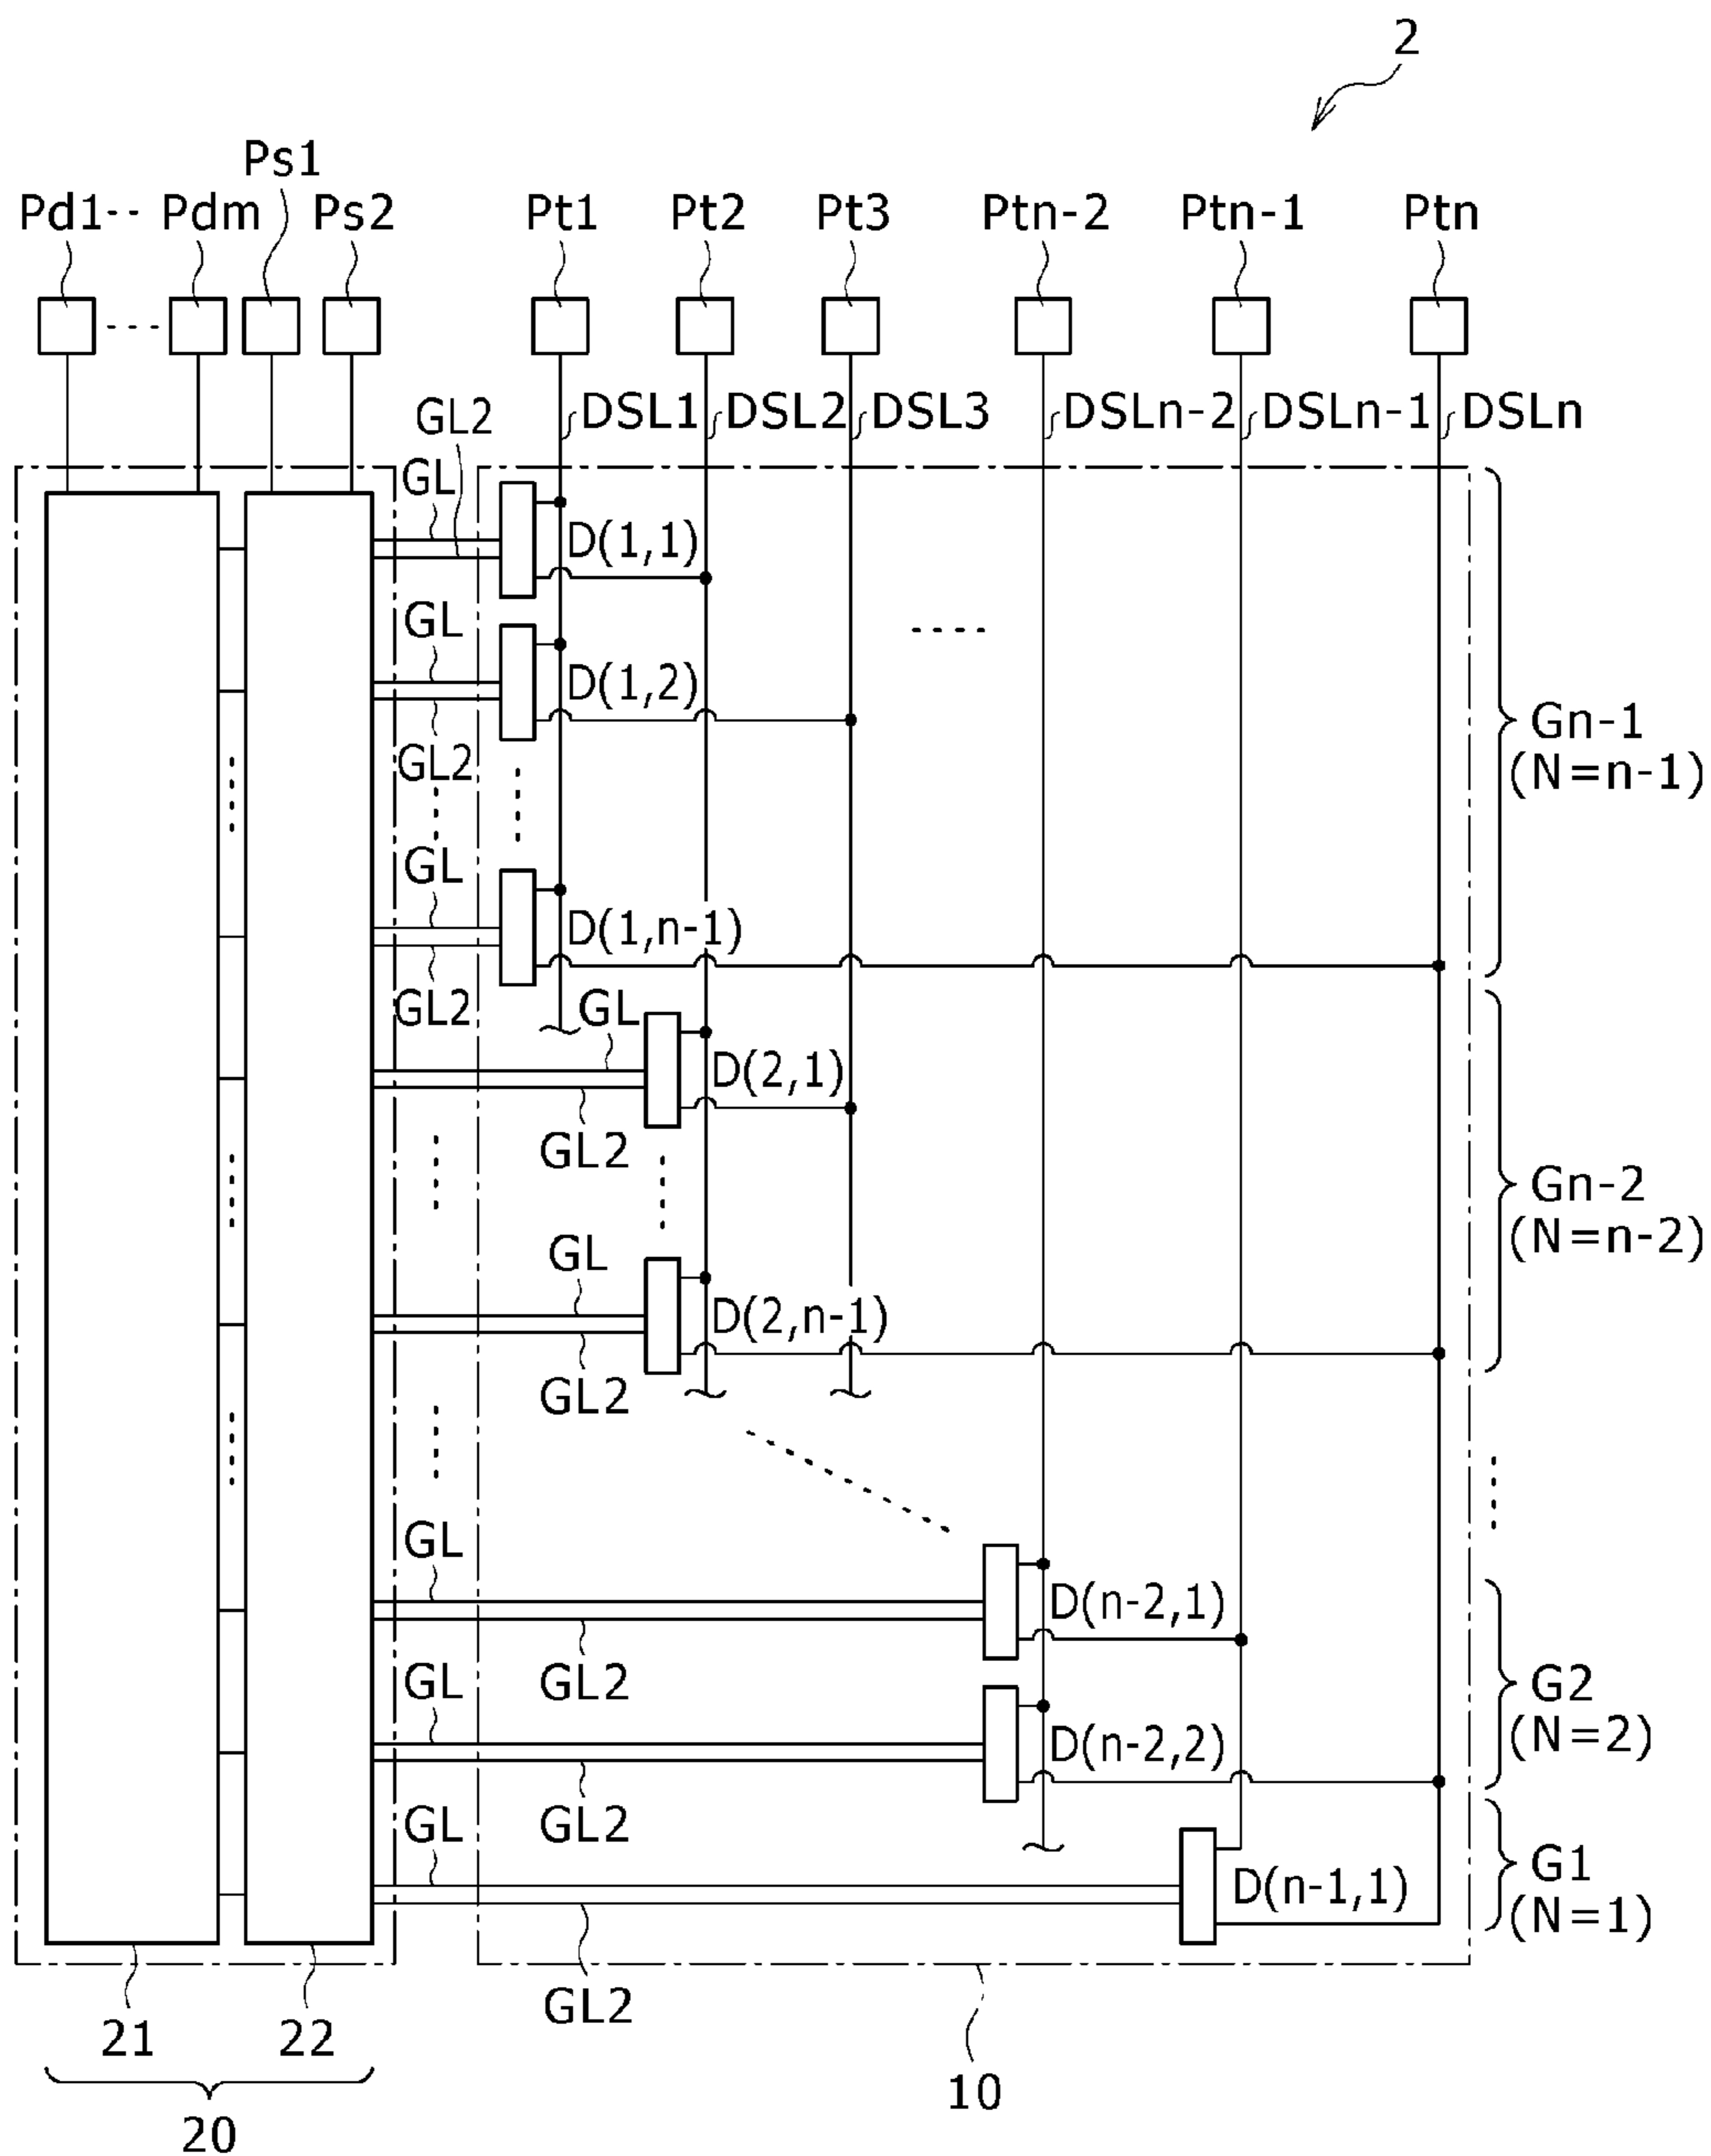 2
Ps1
Pd1-- Pdm Ps2 Pt1 Pt2 Pt3 Ptn-2 Ptn-1 Ptn
GL2 DSL1 DSL2 DSL3 DSLn-2 DSLn-1 DSLn
GL
D(1,1)
GL
D(1,2)
GL2
Gn-1
(N=n-1)
GL
D(1,n-1)
GL2
GL
D(2,1)
GL2
Gn-2
(N=n-2)
GL
D(2,n-1)
GL2
GL
D(n-2,1)
GL
GL2
G2
(N=2)
D(n-2,2)
GL
GL2
G1
(N=1)
D(n-1,1)
GL2
21 22
10
20